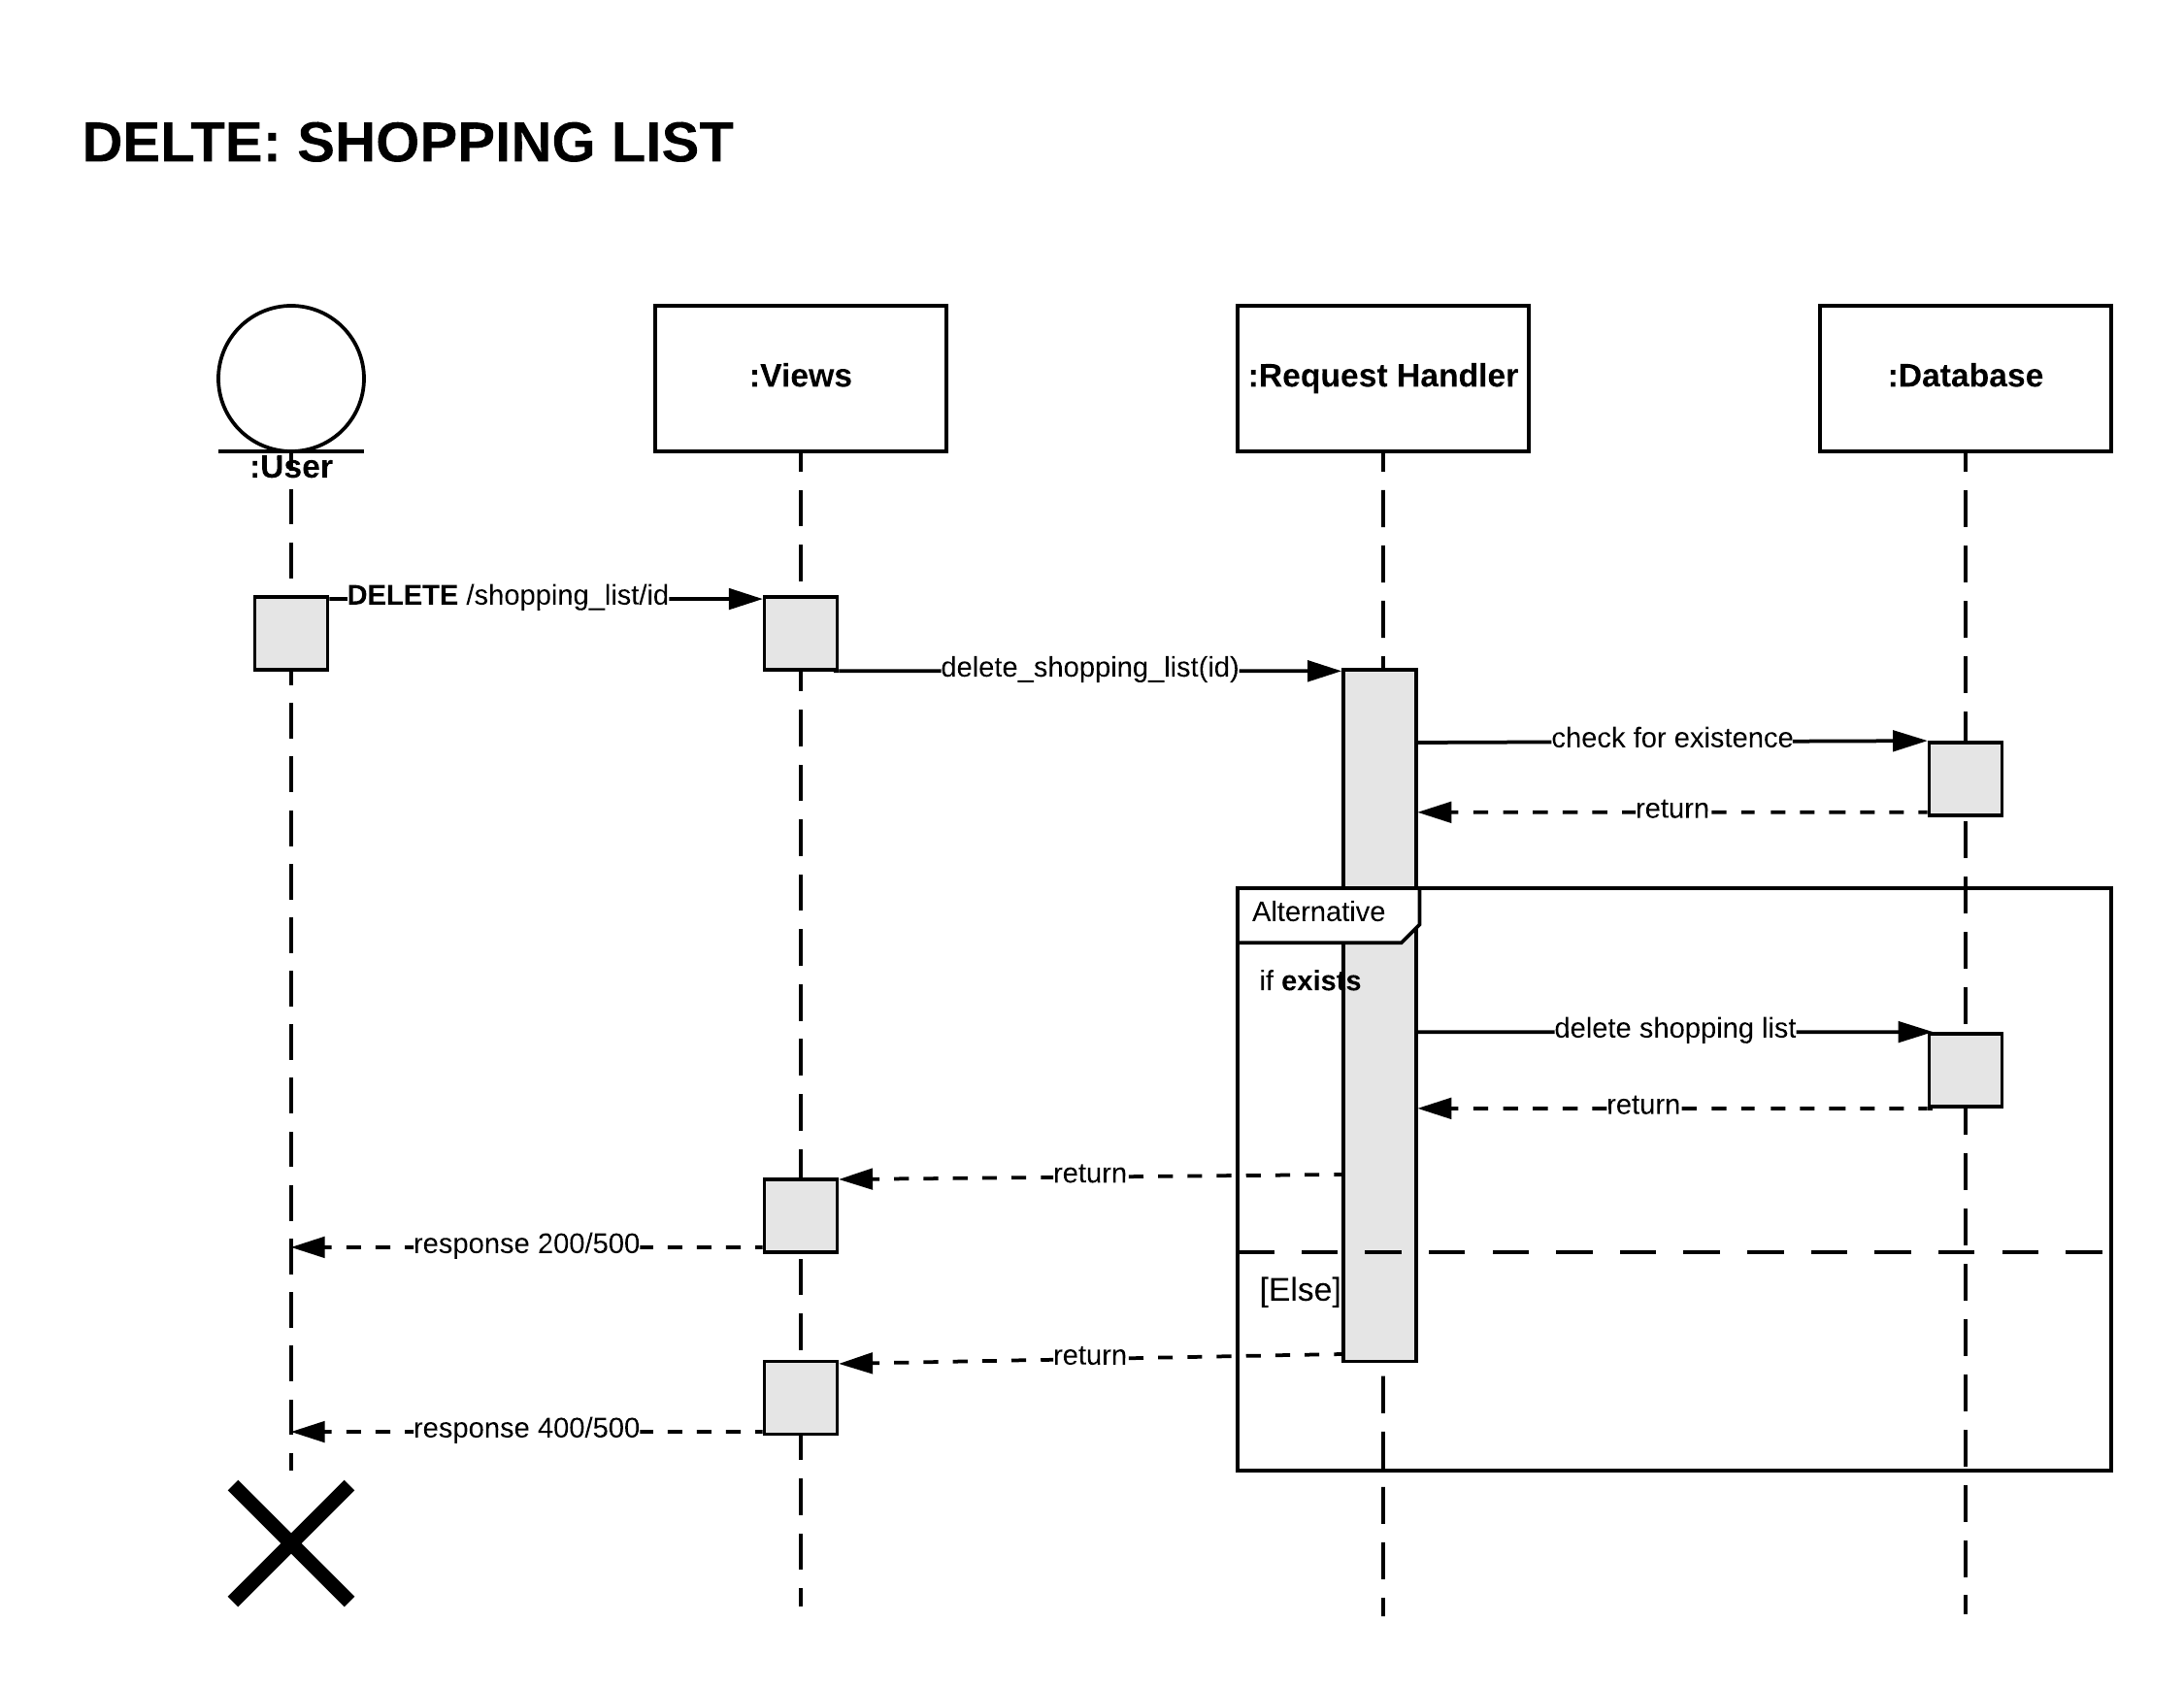 DELTE: SHOPPING LIST
:User
:Views
:Request Handler
:Database
DELETE /shopping_list/id
delete_shopping_list(id)
check for existence
return
Alternative
if exists
delete shopping list
return
return
response 200/500
[Else]
return
response 400/500